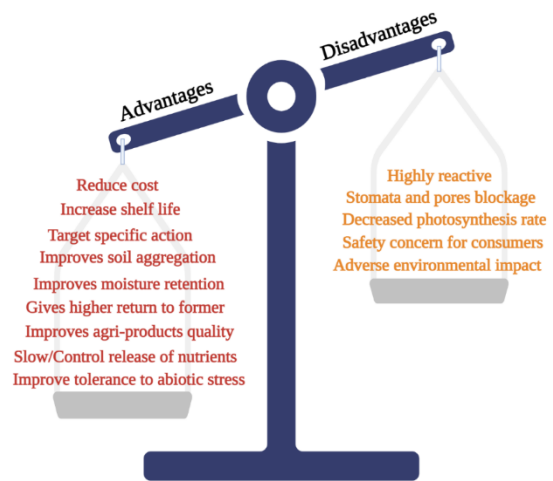 Advantages
Disadvantages
Reduce cost
Increase shelf life
Target specific action
Improves soil aggregation
Improves moisture retention
Gives higher return to former
Improves agri-products quality
Slow/Control release of nutrients
Improve tolerance to abiotic stress
Highly reactive
Stomata and pores blockage
Decreased photosynthesis rate
Safety concern for consumers
Adverse environmental impact